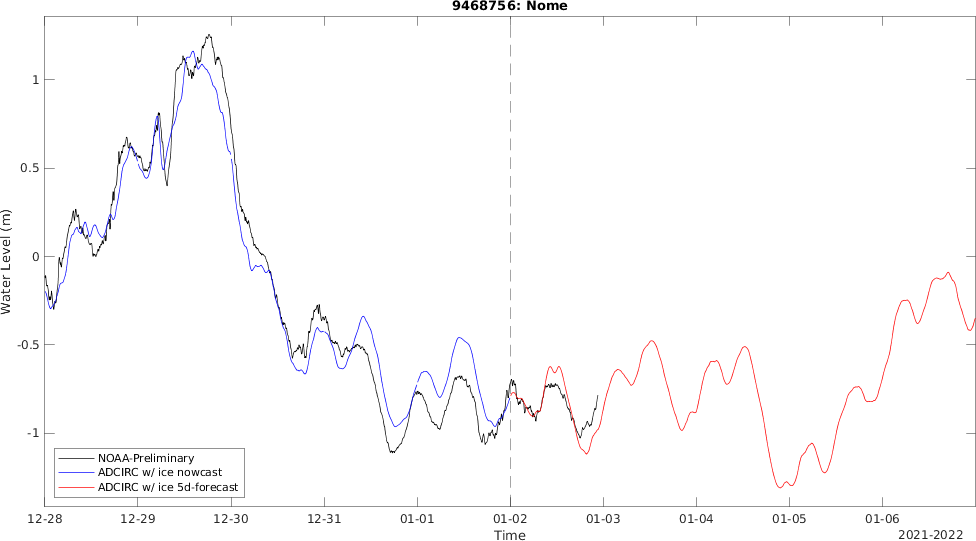 9468756: Nome
Water Level (m)
1
0.5
0
-0.5
-1
NOAA-Preliminary
ADCIRC w/ ice nowcast
ADCIRC w/ ice 5d-forecast
12-28 12-29 12-30 12-31 01-01 01-02 01-03 01-04 01-05 01-06
Time
2021-2022